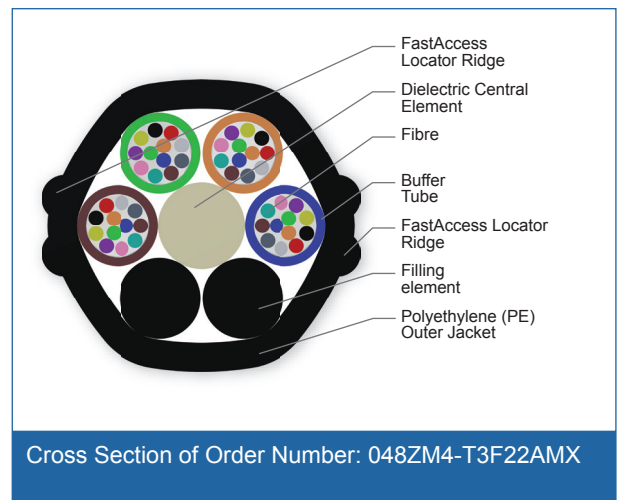 FastAccess
Locator Ridge
Dielectric Central
Element
Fibre
Buffer
Tube
FastAccess Locator
Ridge
Filling
element
Polyethylene (PE)
Outer Jacket
Cross Section of Order Number: 048ZM4-T3F22AMX